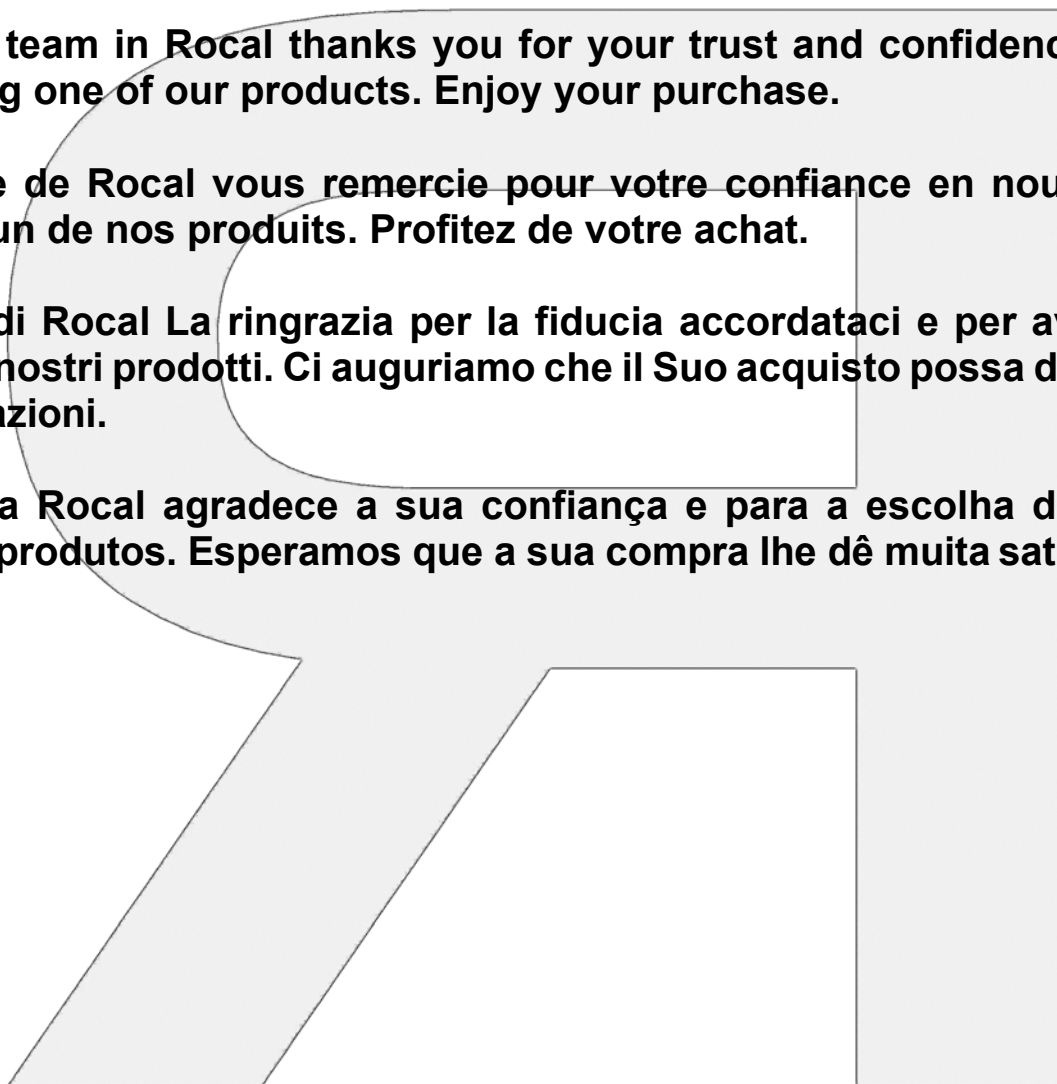 team in Rocal thanks you for your trust and confidenc
g one of our products. Enjoy your purchase.
e de Rocal vous remercie pour votre confiance en nou
un de nos produits. Profitez de votre achat.
di Rocal La ringrazia per la fiducia accordataci e per av
nostri prodotti. Ci auguriamo che il Suo acquisto possa d
azioni.
a Rocal agradece a sua confiança e para a escolha d
produtos. Esperamos que a sua compra lhe dê muita sat